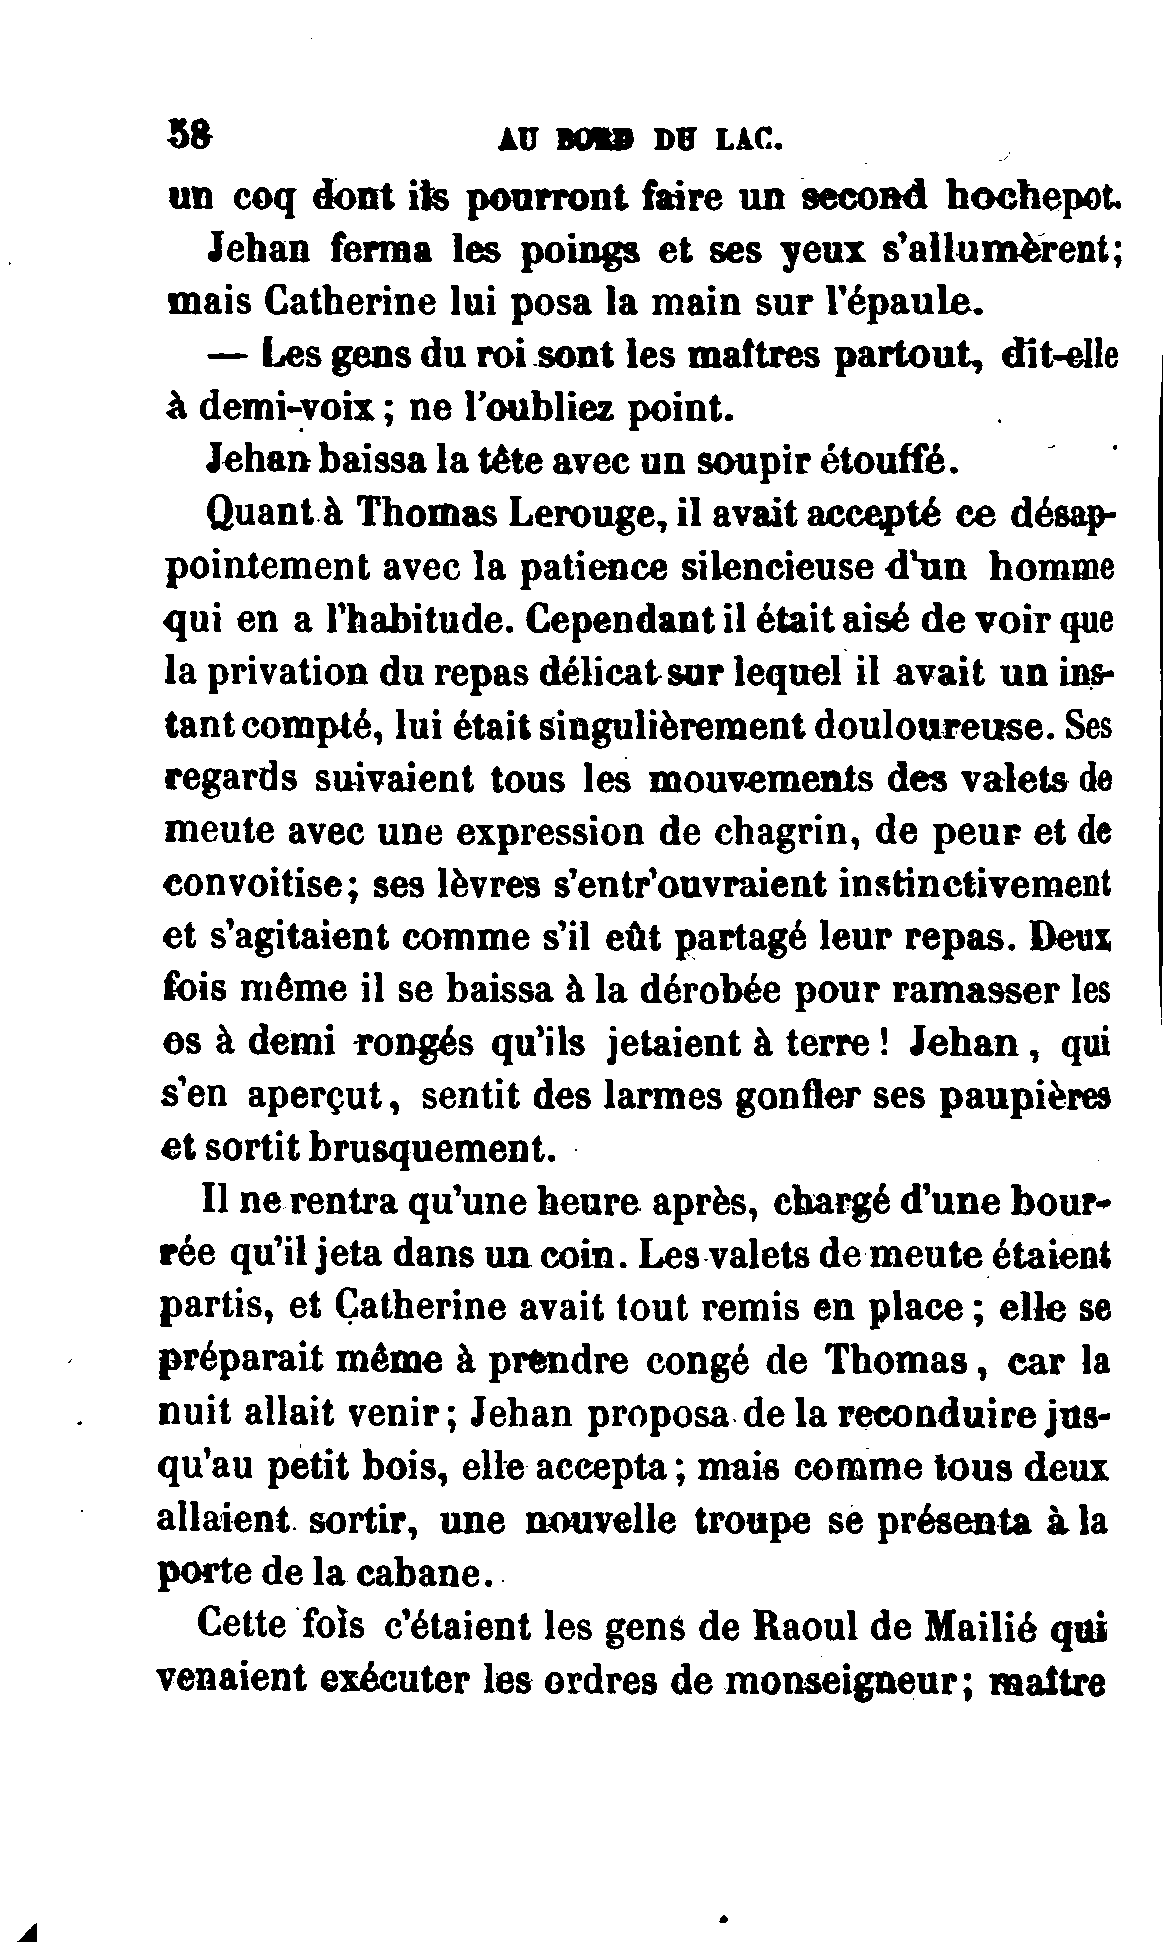 58 AU BORD DU LAC.
un coq dont ils pourront faire un second hochepot.
Jehan ferma les poings et ses yeux s'allumèrent;
mais Catherine lui posa la main sur l'épaule.
— Les gens du roi sont les maîtres partout, dit-elle
à demi-voix ; ne l'oubliez point.
Jehan baissa la tête avec un soupir étouffé.
Quant à Thomas Lerouge, il avait accepté ce désap-
pointement avec la patience silencieuse d'un homme
qui en a l'habitude. Cependant il était aisé de voir que
la privation du repas délicat sur lequel il avait un ins-
tant compté, lui était singulièrement douloureuse. Ses
regards suivaient tous les mouvements des valets de
meute avec une expression de chagrin, de peur et de
convoitise; ses lèvres s'entr'ouvraient instinctivement
et s'agitaient comme s'il eût partagé leur repas. Deux
fois même il se baissa à la dérobée pour ramasser les
os à demi rongés qu'ils jetaient à terre ! Jehan , qui
s'en aperçut, sentit des larmes gonfler ses paupières
et sortit brusquement.
Il ne rentra qu'une heure après, chargé d'une bour-
rée qu'il jeta dans un coin. Les valets de meute étaient
partis, et Catherine avait tout remis en place ; elle se
préparait même à prendre congé de Thomas, car la
nuit allait venir ; Jehan proposa de la reconduire jus-
qu'au petit bois, elle accepta ; mais comme tous deux
allaient sortir, une nouvelle troupe se présenta à la
porte de la cabane.
Cette fois c'étaient les gens de Raoul de Mailié qui
venaient exécuter les ordres de monseigneur; maître